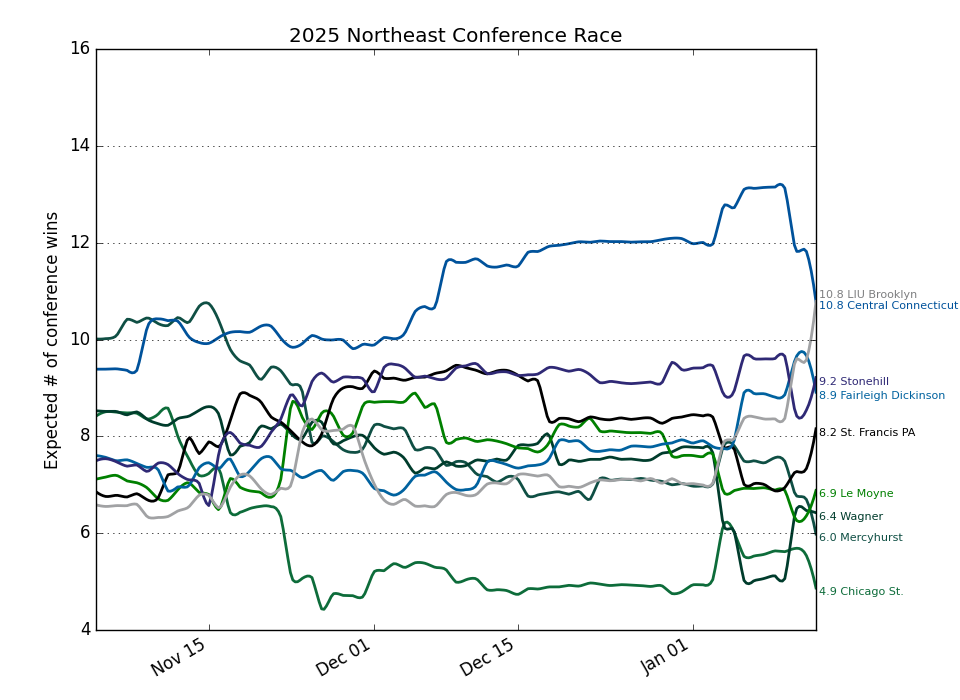 2025 Northeast Conference Race
Expected # of conference wins
16
14
12
10
8
6
4
Nov 15
Dec 01
Dec 15
Jan 01
10.8 LIU Brooklyn
10.8 Central Connecticut
9.2 Stonehill
8.9 Fairleigh Dickinson
8.2 St. Francis PA
6.9 Le Moyne
6.4 Wagner
6.0 Mercyhurst
4.9 Chicago St.